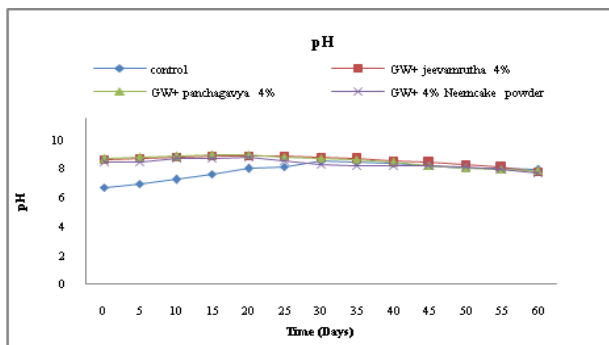 pH
control
GW+ jeevamrutha 4%
GW+ panchagavya 4%
GW+ 4% Neemcake powder
10
8
6
4
2
0
pH
0 5 10 15 20 25 30 35 40 45 50 55 60
Time (Days)